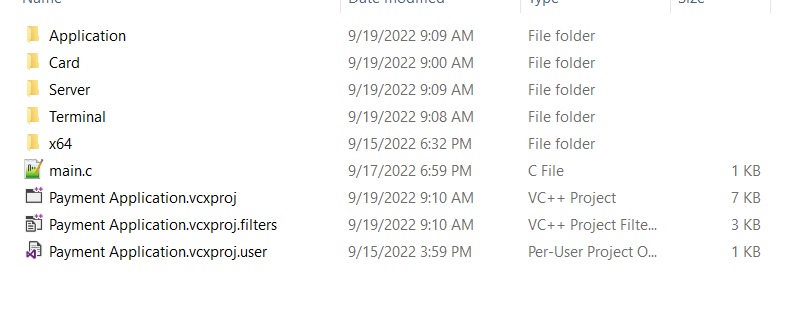 Name Date modified Type Size
Application 9/19/2022 9:09 AM File folder
Card 9/19/2022 9:00 AM File folder
Server 9/19/2022 9:09 AM File folder
Terminal 9/19/2022 9:08 AM File folder
x64 9/15/2022 6:32 PM File folder
main.c 9/17/2022 6:59 PM C File 1 KB
Payment Application.vcxproj 9/19/2022 9:10 AM VC++ Project 7 KB
Payment Application.vcxproj.filters 9/19/2022 9:10 AM VC++ Project Filte... 3 KB
Payment Application.vcxproj.user 9/15/2022 3:59 PM Per-User Project O... 1 KB